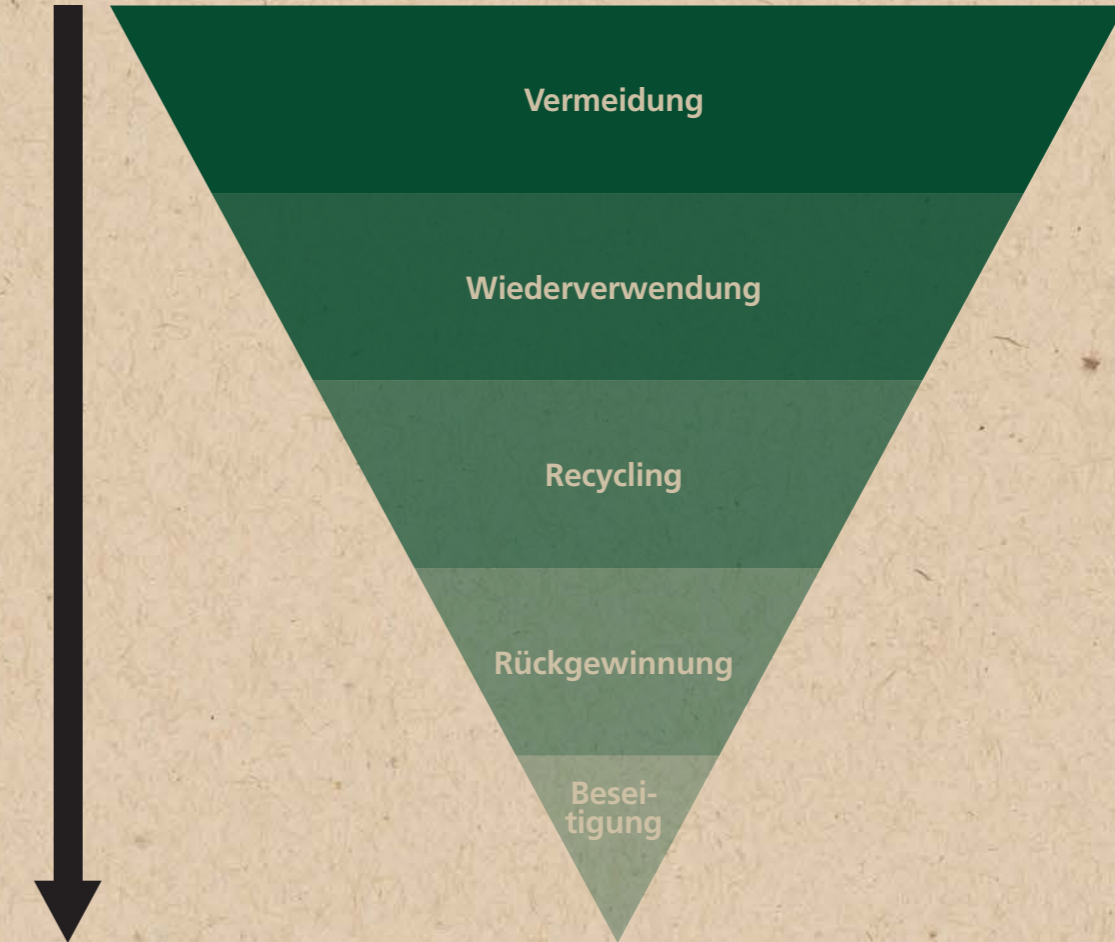 Vermeidung
Wiederverwendung
Recycling
Rückgewinnung
Besei-
tigung